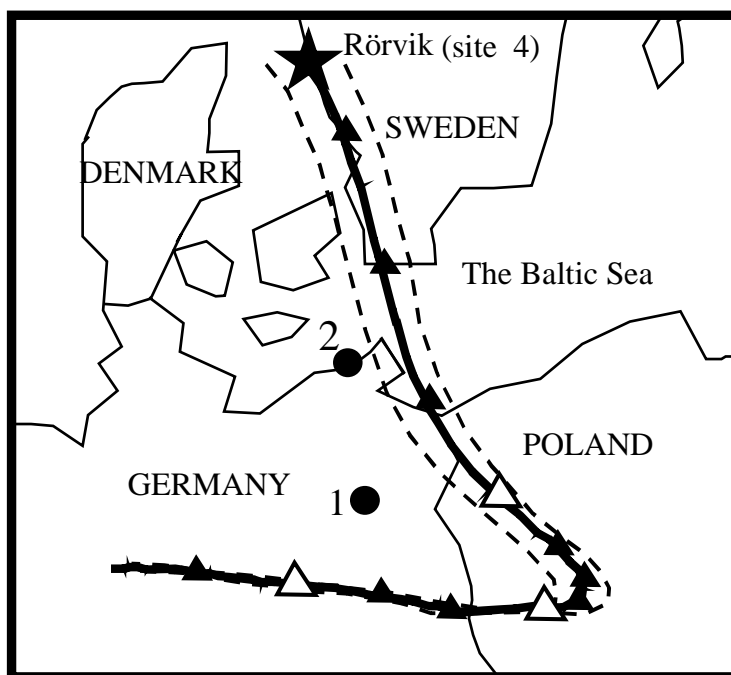 Rörvik (site 4)
SWEDEN
DENMARK
The Baltic Sea
2
POLAND
GERMANY
1